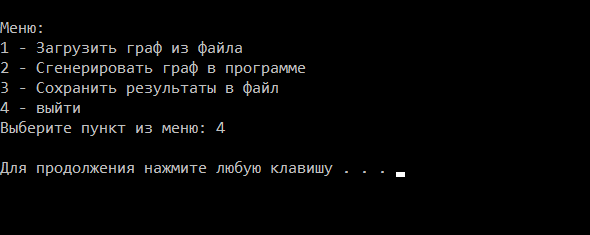 Меню:
1 - Загрузить граф из файла
2 - Сгенерировать граф в программе
3 - Сохранить результаты в файл
4 - выйти
Выберите пункт из меню: 4
Для продолжения нажмите любую клавишу . . .